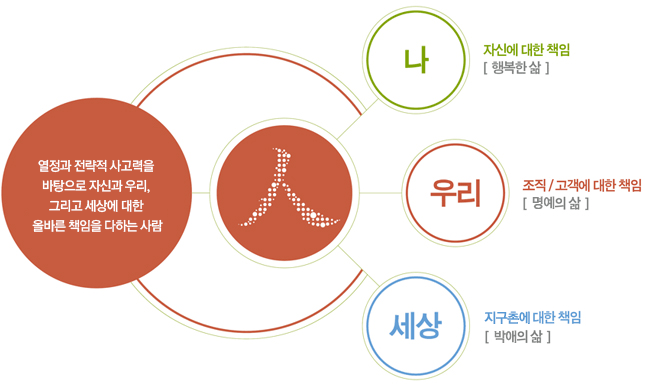 열정과 전략적 사고력을
바탕으로 자신과 우리,
그리고 세상에 대한
올바른 책임을 다하는 사람
나
자신에 대한 책임
[ 행복한 삶 ]
우리
조직 / 고객에 대한 책임
[ 명예의 삶 ]
세상
지구촌에 대한 책임
[ 박애의 삶 ]